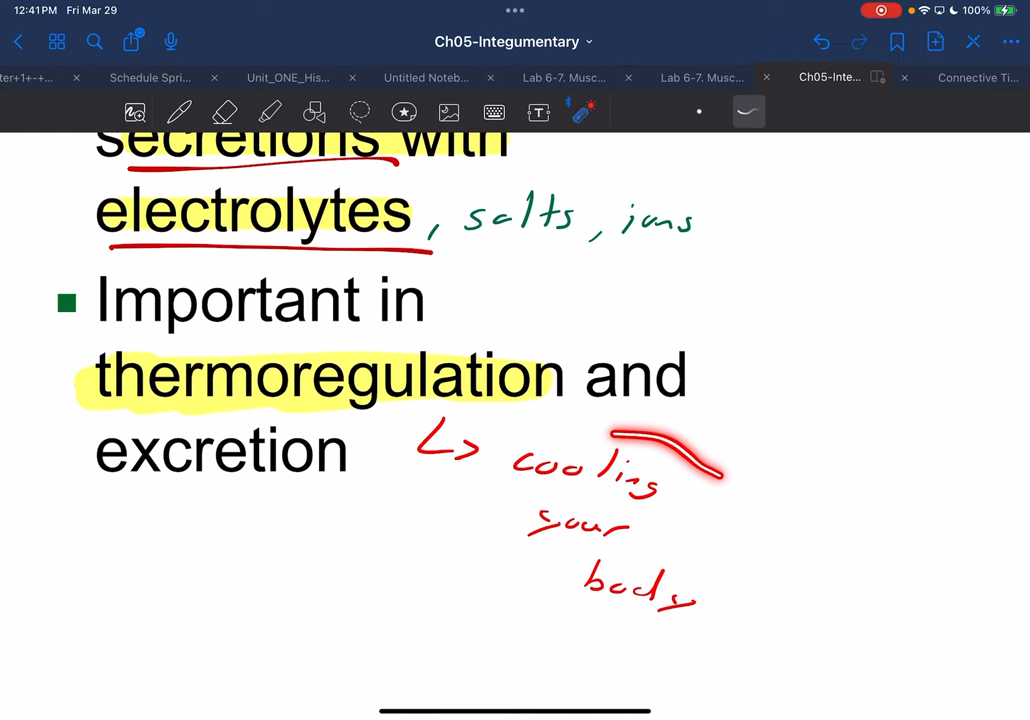 12:41 PM Fri Mar 29
100%
Ch05-Integumentary
ter+1+-+...
Schedule Spri...
Unit_ONE_His...
Untitled Noteb...
Lab 6-7. Musc...
Lab 6-7. Musc...
Ch05-Inte...
Connective Ti...
secretions with
electrolytes , salts, ions
Important in
thermoregulation and
excretion
cooling
your
body